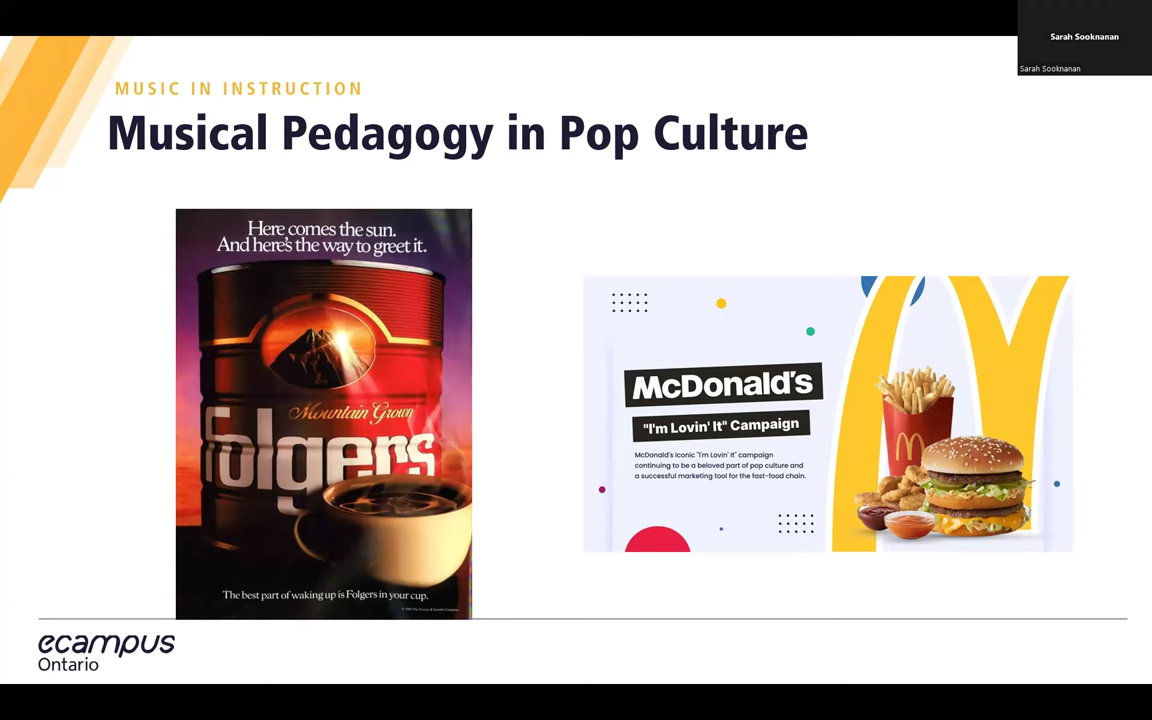 Sarah Sooknanan
Sarah Sooknanan
MUSIC IN INSTRUCTION
Musical Pedagogy in Pop Culture
Here comes the sun.
And here's the way to greet it.
Mountain Grown
Folgers
The best part of waking up is Folgers in your cup.
McDonald's
"I'm Lovin' It" Campaign
McDonald's iconic "I'm Lovin' It" campaign
continuing to be a beloved part of pop culture and
a successful marketing tool for the fast-food chain.
ecampus
Ontario